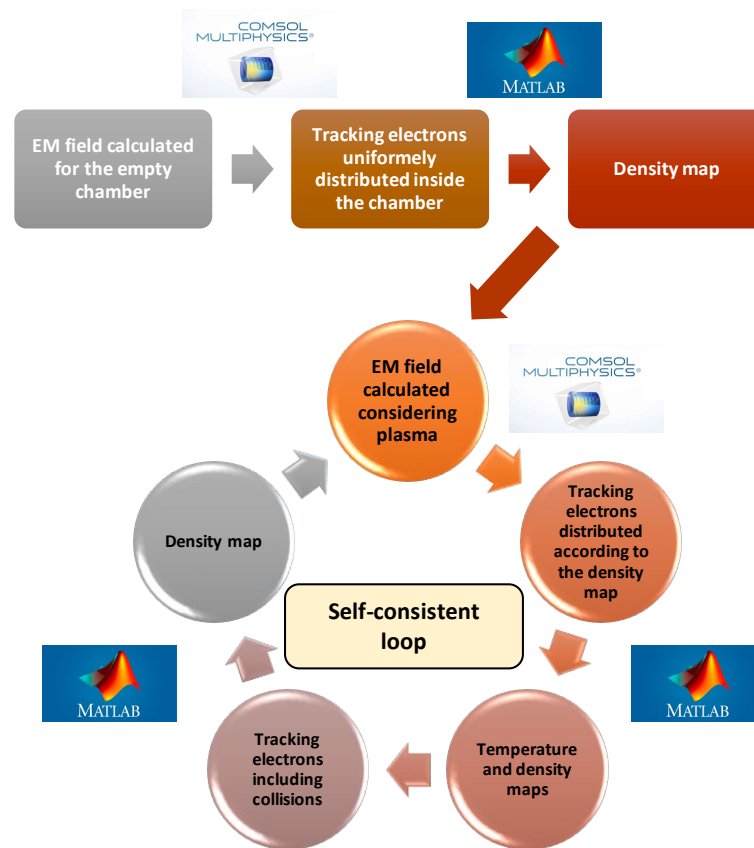 COMSOL
MULTIPHYSICS®
MATLAB
EM field calculated
for the empty
chamber
Tracking electrons
uniformely
distributed inside
the chamber
Density map
EM field
calculated
considering
plasma
COMSOL
MULTIPHYSICS®
Tracking
electrons
distributed
according to
the density
map
Density map
Self-consistent
loop
MATLAB
MATLAB
Tracking
electrons
including
collisions
Temperature
and density
maps